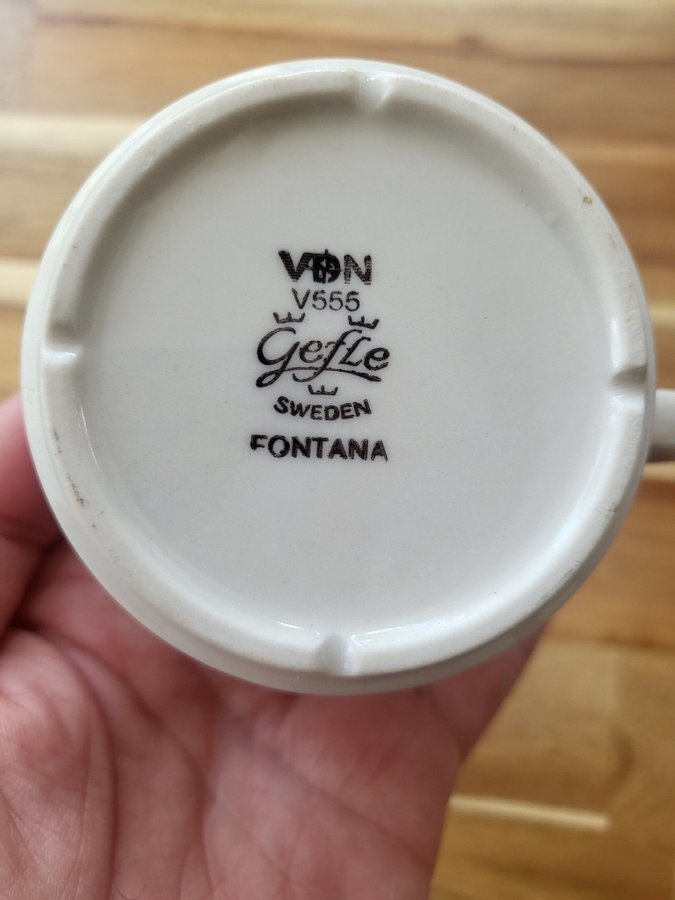 VDN
V555
Gefle
SWEDEN
FONTANA